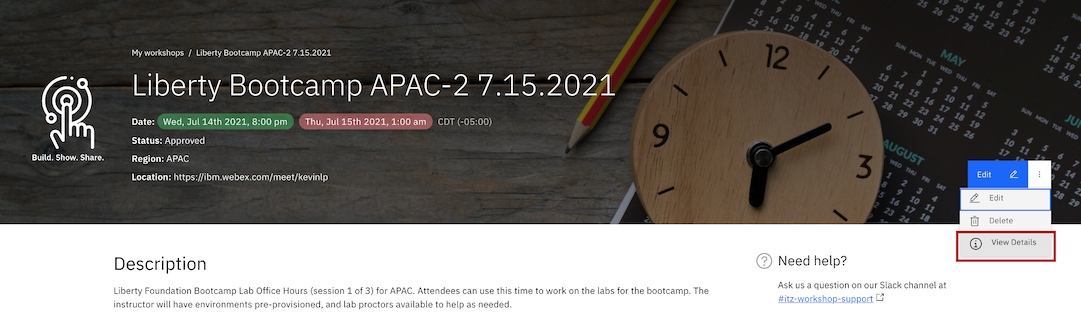 My workshops / Liberty Bootcamp APAC-2 7.15.2021
Liberty Bootcamp APAC-2 7.15.2021
Build. Show. Share.
Date: Wed, Jul 14th 2021, 8:00 pm Thu, Jul 15th 2021, 1:00 am CDT (-05:00)
Status: Approved
Region: APAC
Location: https://ibm.webex.com/meet/kevinlp
12
9
3
6
AUGUST
Edit
Edit
Delete
View Details
Description
Liberty Foundation Bootcamp Lab Office Hours (session 1 of 3) for APAC. Attendees can use this time to work on the labs for the bootcamp. The
instructor will have environments pre-provisioned, and lab proctors available to help as needed.
Need help?
Ask us a question on our Slack channel at
#itz-workshop-support